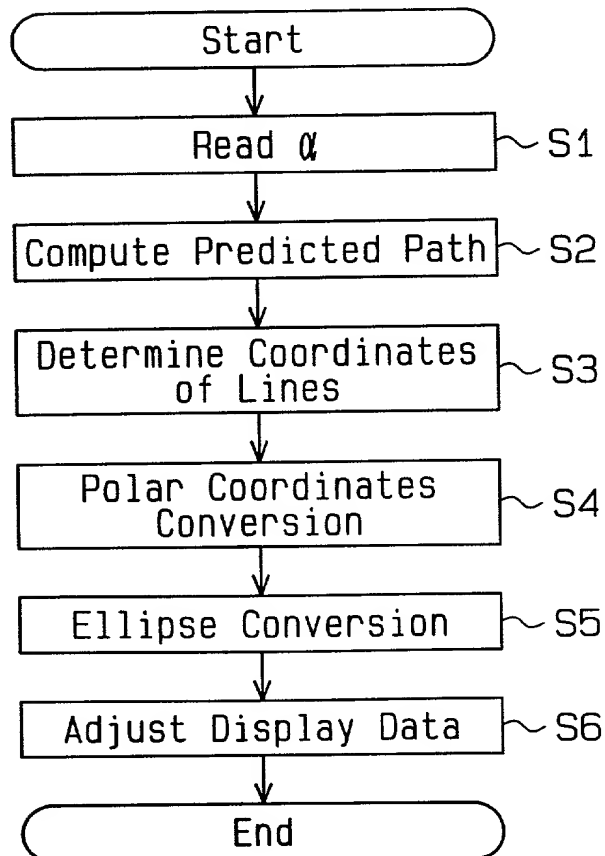 Start
Read α S1
Compute Predicted Path S2
Determine Coordinates
of Lines S3
Polar Coordinates
Conversion S4
Ellipse Conversion S5
Adjust Display Data S6
End